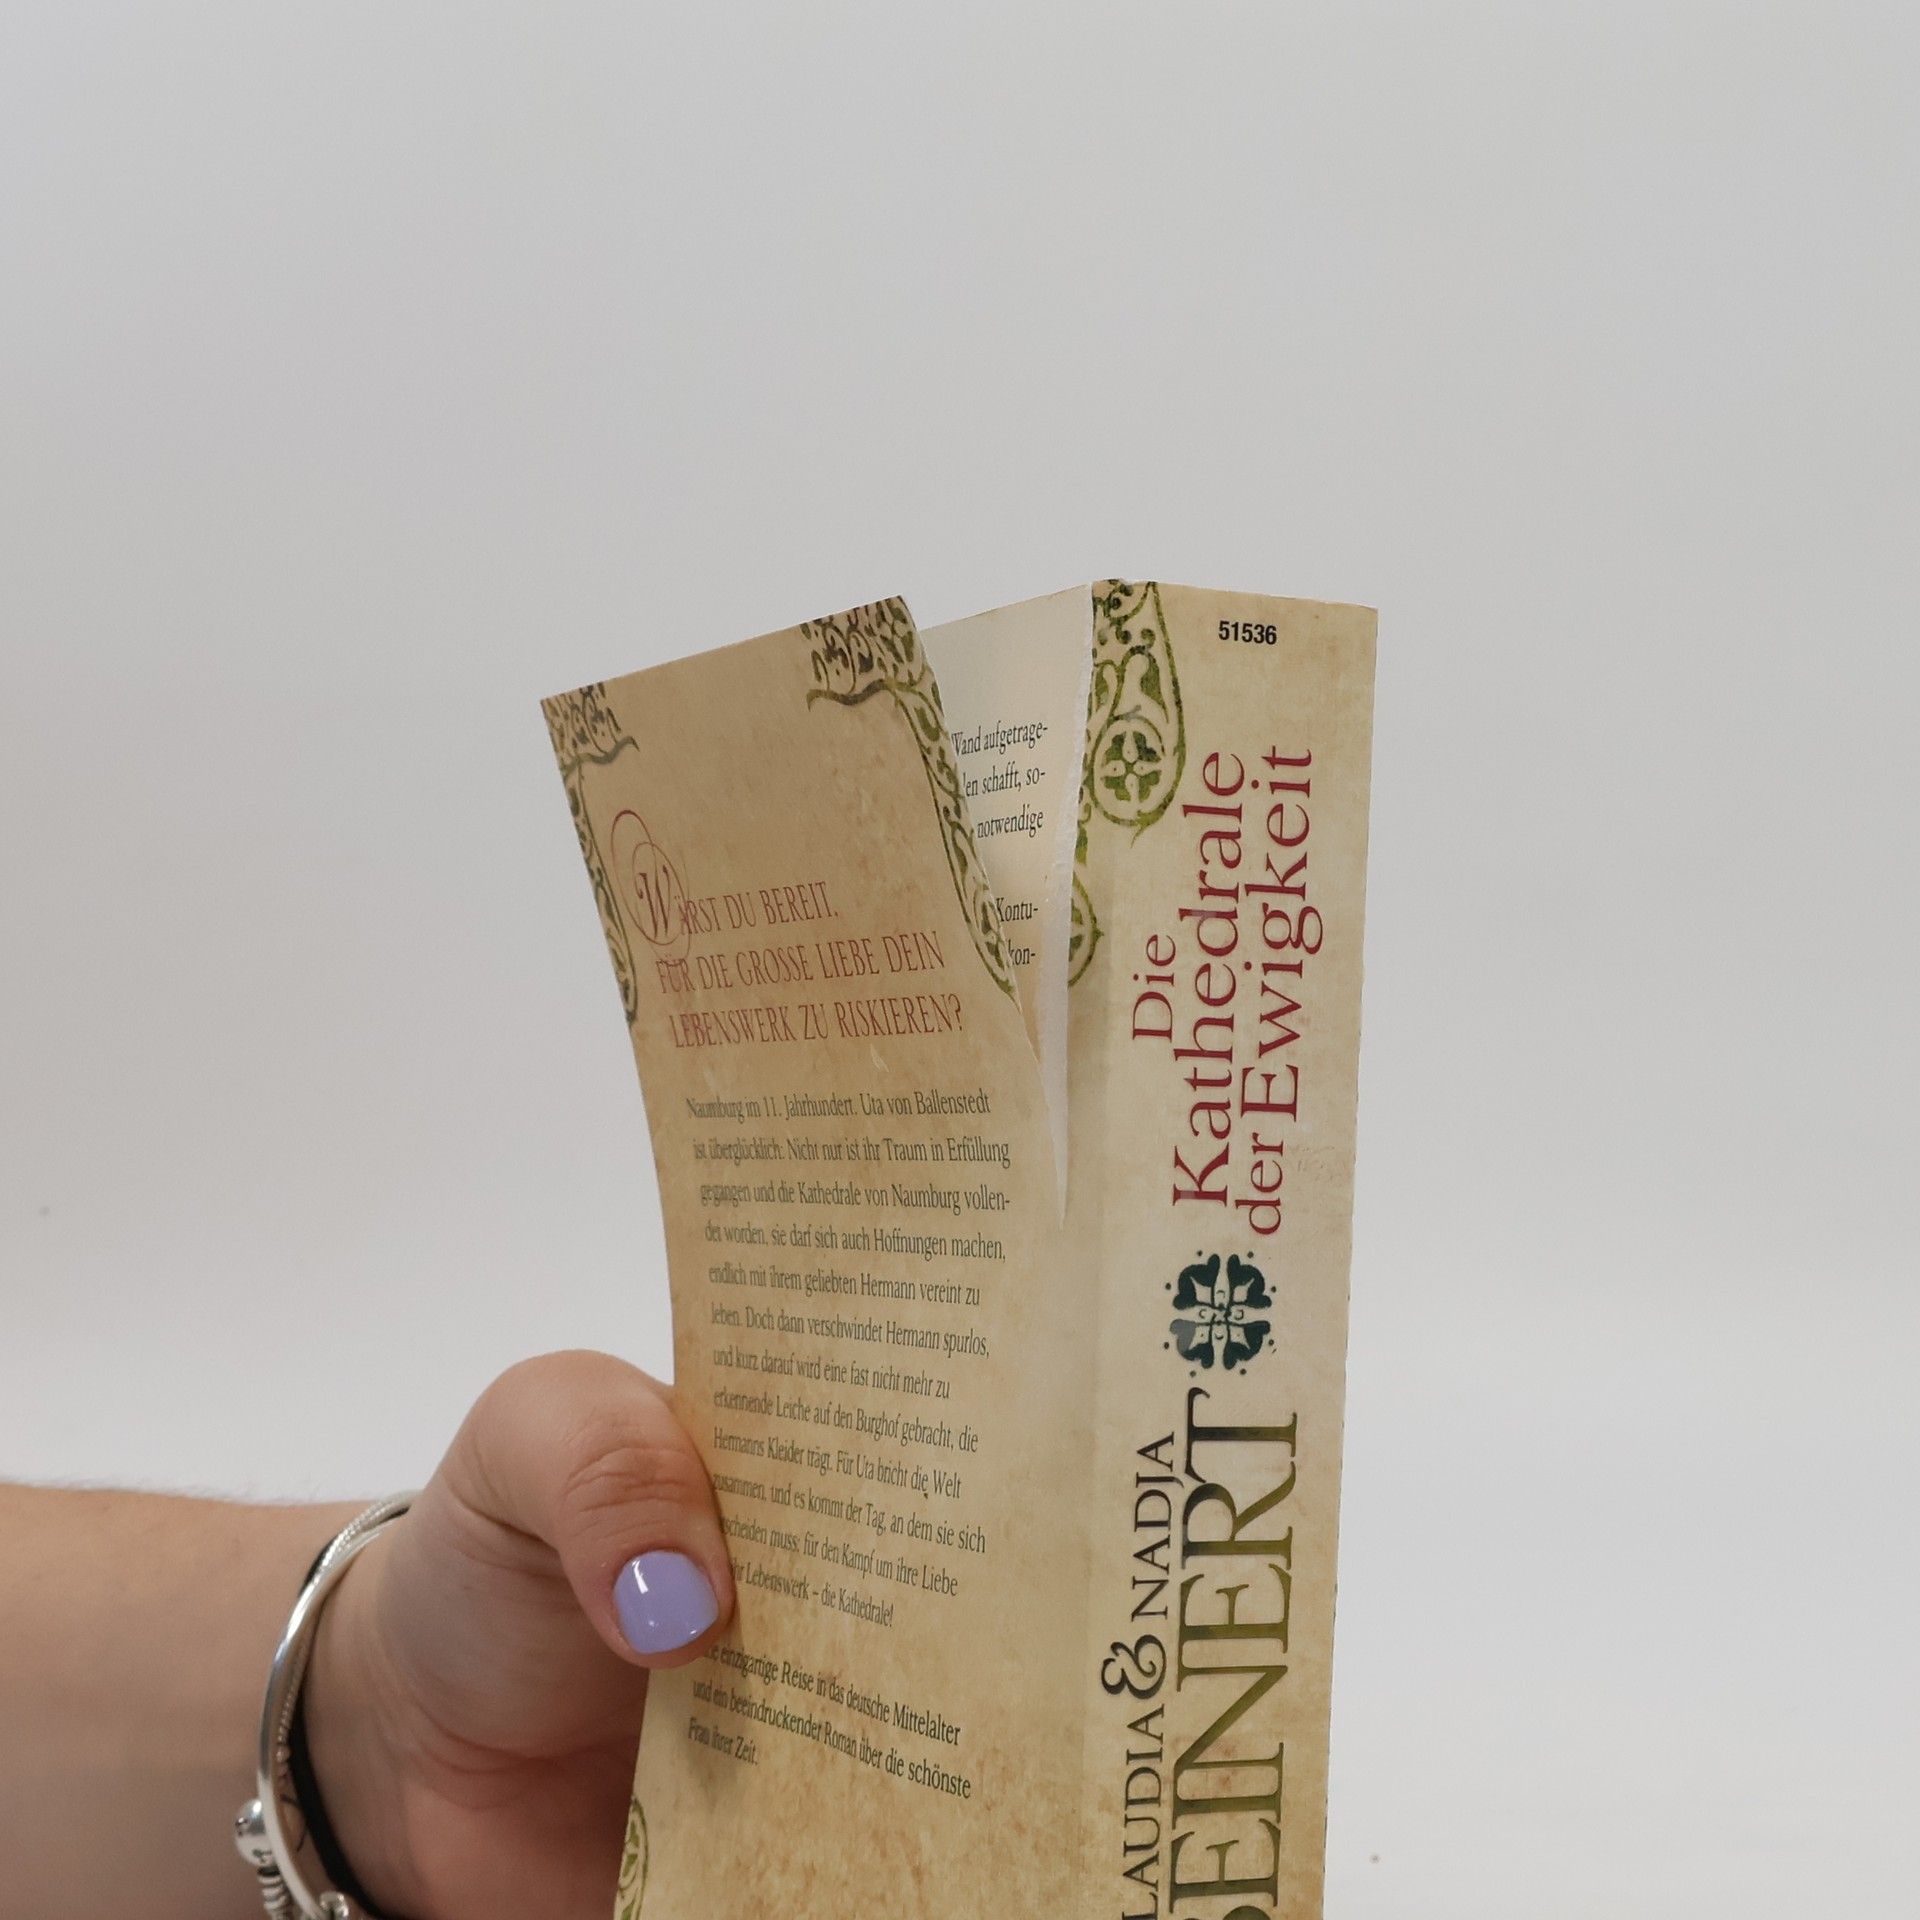 WÄRST DU BEREIT,
FÜR DIE GROSSE LIEBE DEIN
LEBENSWERK ZU RISKIEREN?
Naumburg im 11. Jahrhundert. Uta von Ballenstedt
ist überglücklich: Nicht nur ist ihr Traum in Erfüllung
gegangen und die Kathedrale von Naumburg vollen-
det worden, sie darf sich auch Hoffnungen machen,
endlich mit ihrem geliebten Hermann vereint zu
leben. Doch dann verschwindet Hermann spurlos,
und kurz darauf wird eine fast nicht mehr zu
erkennende Leiche auf den Burghof gebracht, die
Hermanns Kleider trägt. Für Uta bricht die Welt
zusammen, und es kommt der Tag, an dem sie sich
scheiden muss: für den Kampf um ihre Liebe
ihr Lebenswerk – die Kathedrale!
einzigartige Reise in das deutsche Mittelalter
und ein beeindruckender Roman über die schönste
Frau ihrer Zeit.
Wand aufgetrage-
len schafft, so-
notwendige
Kontu-
kon-
51536
Die
Kathedrale
der Ewigkeit
LAUDIA & NADJA
BEINERT